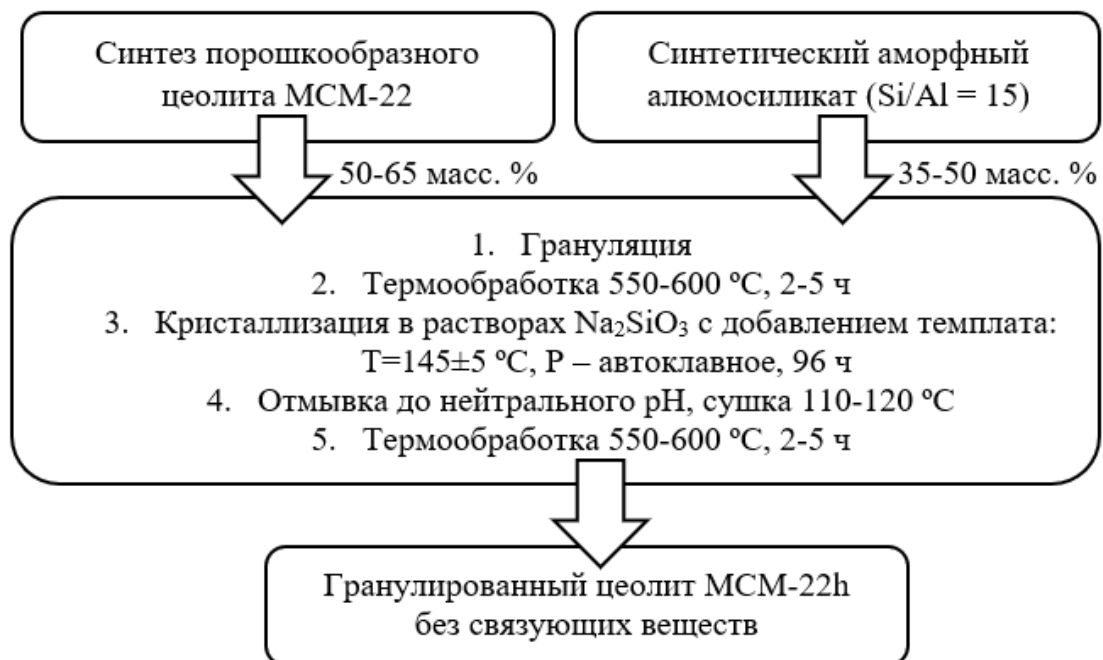 Синтез порошкообразного
цеолита МСМ-22
Синтетический аморфный
алюмосиликат (Si/Al = 15)
50-65 масс. %
35-50 масс. %
1. Грануляция
2. Термообработка 550-600 ºС, 2-5 ч
3. Кристаллизация в растворах Na₂SiO₃ с добавлением темплата:
Т=145±5 ºС, Р – автоклавное, 96 ч
4. Отмывка до нейтрального рН, сушка 110-120 ºС
5. Термообработка 550-600 ºС, 2-5 ч
Гранулированный цеолит МСМ-22h
без связующих веществ